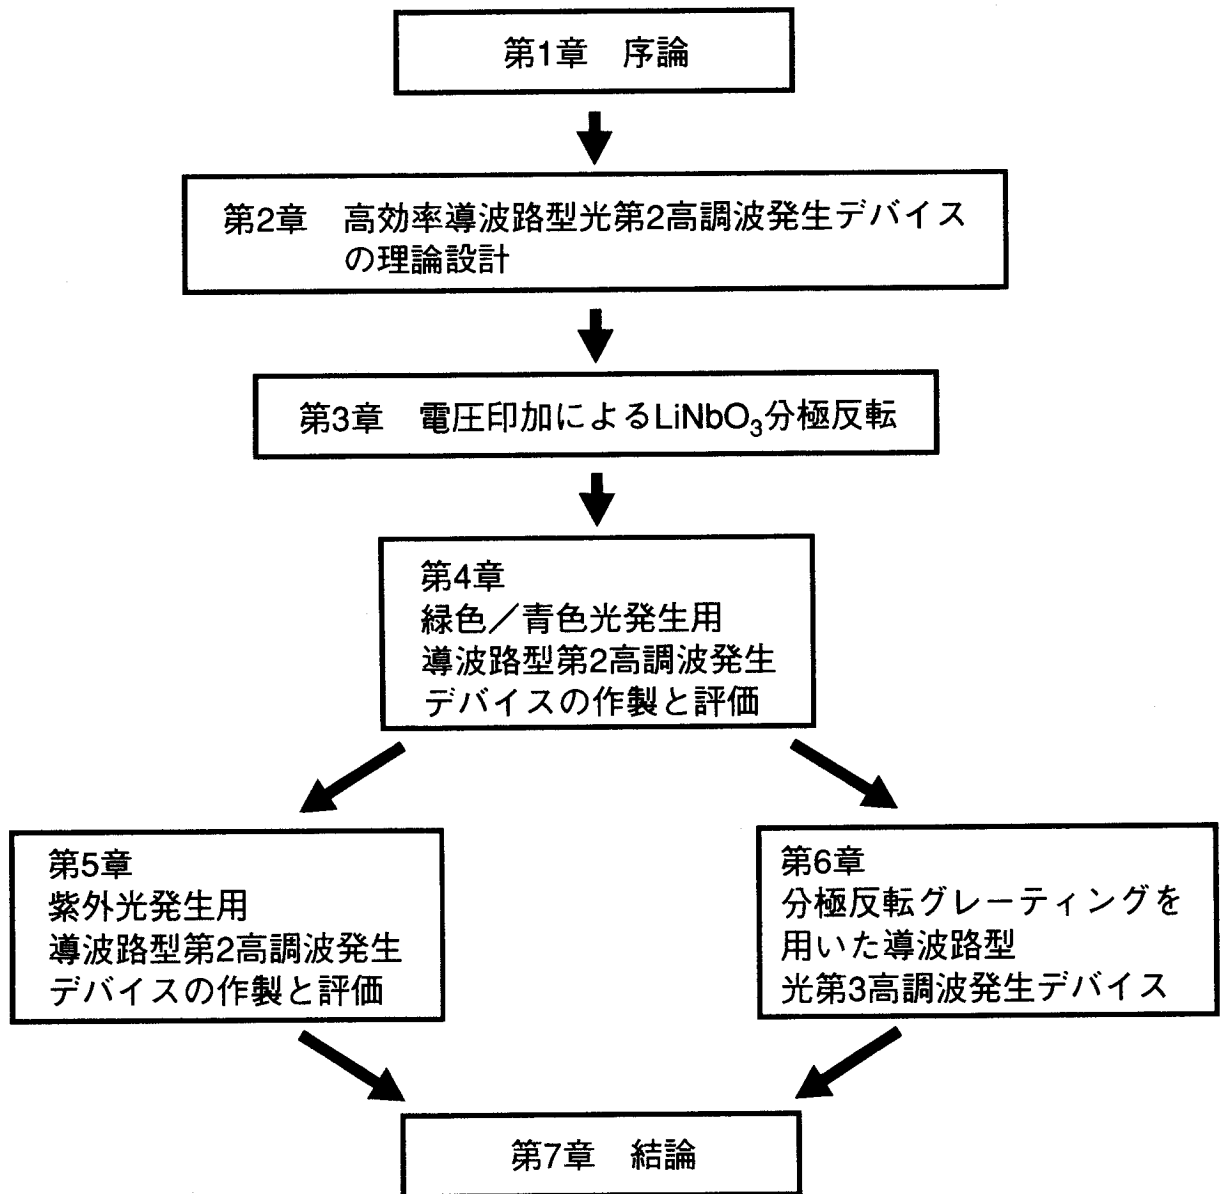 第1章　序論
第2章　高効率導波路型光第2高調波発生デバイス
の理論設計
第3章　電圧印加によるLiNbO₃分極反転
第4章
緑色／青色光発生用
導波路型第2高調波発生
デバイスの作製と評価
第5章
紫外光発生用
導波路型第2高調波発生
デバイスの作製と評価
第6章
分極反転グレーティングを
用いた導波路型
光第3高調波発生デバイス
第7章　結論